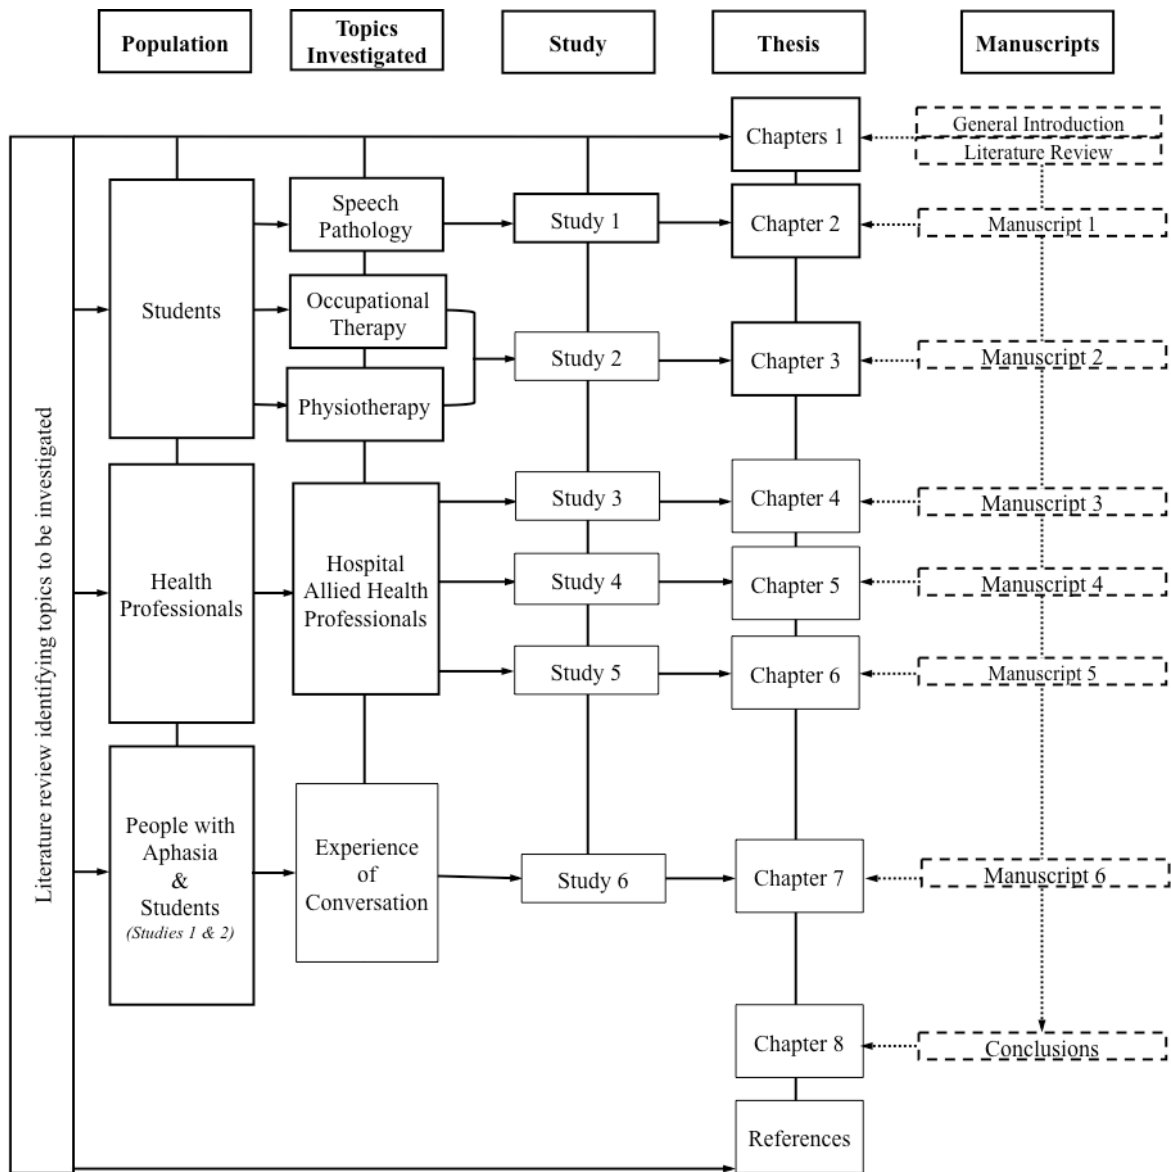 Population
Topics
Investigated
Study
Thesis
Manuscripts
Literature review identifying topics to be investigated
Chapters 1
General Introduction
Literature Review
Students
Speech
Pathology
Study 1
Chapter 2
Manuscript 1
Occupational
Therapy
Physiotherapy
Study 2
Chapter 3
Manuscript 2
Health
Professionals
Hospital
Allied Health
Professionals
Study 3
Chapter 4
Manuscript 3
Study 4
Chapter 5
Manuscript 4
Study 5
Chapter 6
Manuscript 5
People with
Aphasia
&
Students
(Studies 1 & 2)
Experience
of
Conversation
Study 6
Chapter 7
Manuscript 6
Chapter 8
Conclusions
References